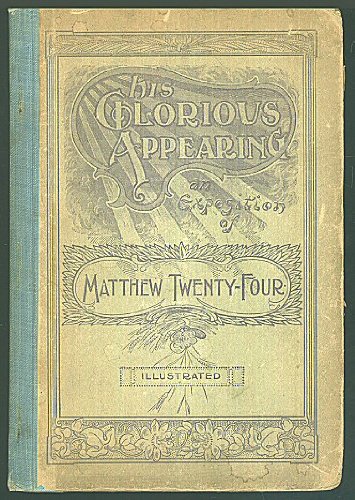 HIS
GLORIOUS
APPEARING
an
Exposition
of
MATTHEW TWENTY-FOUR
ILLUSTRATED